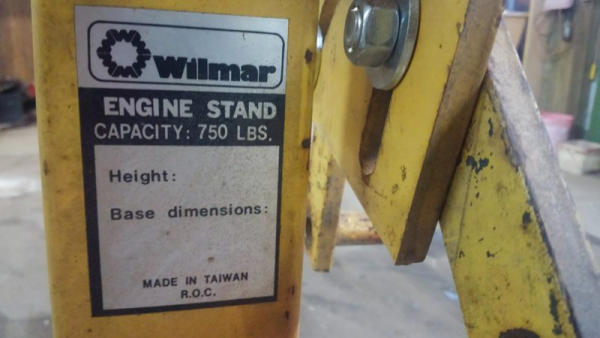 Wilmar
ENGINE STAND
CAPACITY: 750 LBS.
Height:
Base dimensions:
MADE IN TAIWAN
R.O.C.